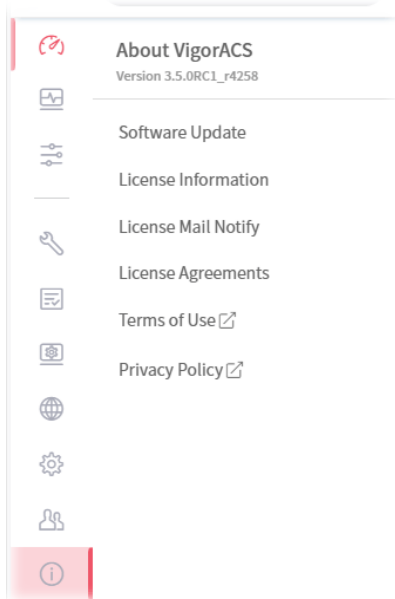 About VigorACS
Version 3.5.0RC1_r4258
Software Update
License Information
License Mail Notify
License Agreements
Terms of Use
Privacy Policy